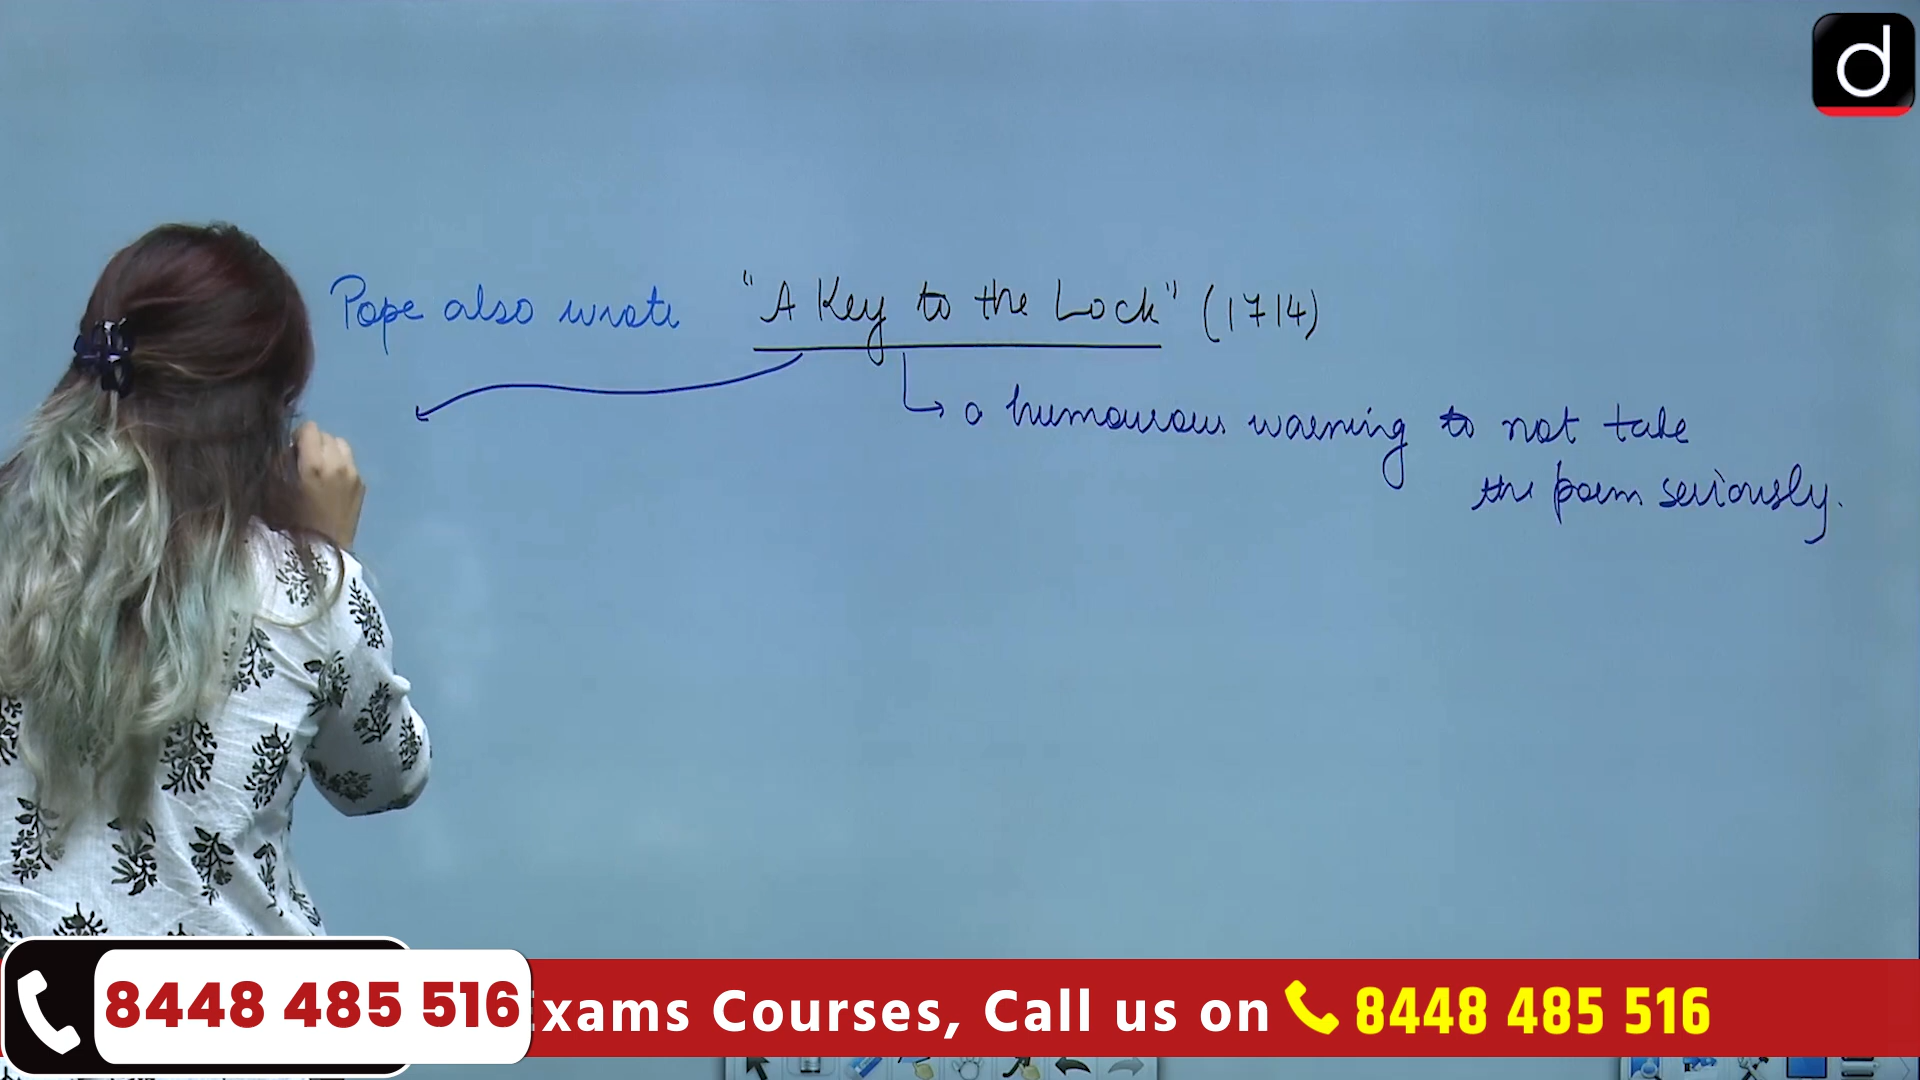 d
Pope also wrote "A Key to the Lock" (1714)
a humourous warning to not take
the poem seriously.
8448 485 516
xams Courses, Call us on 8448 485 516